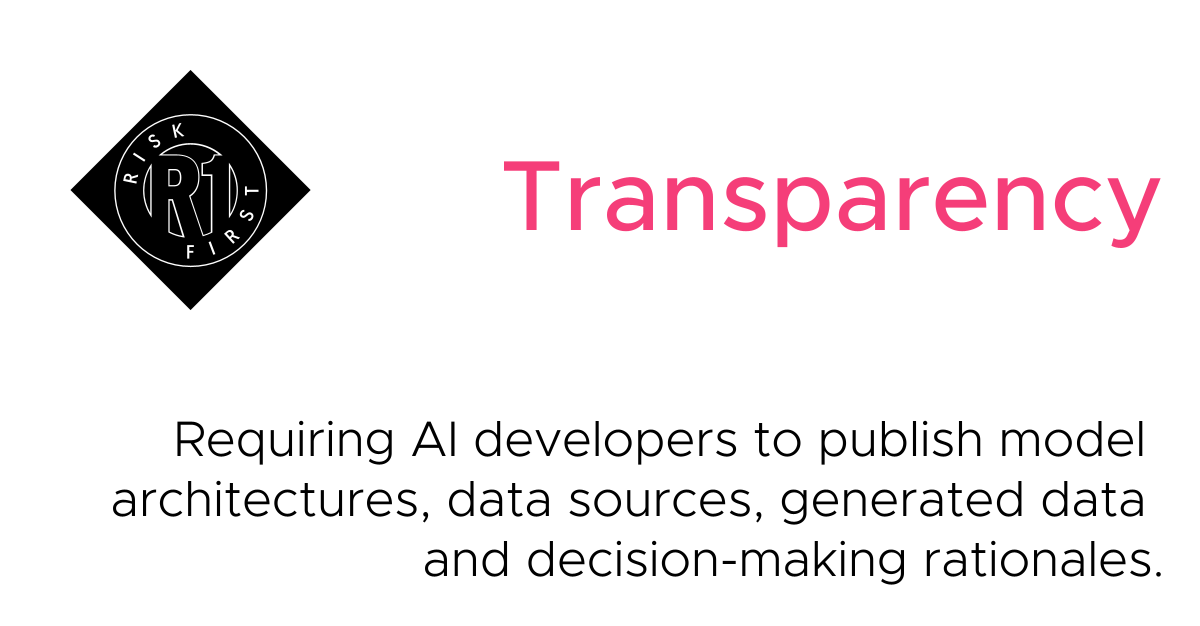 RISK
FIRST
R1
Transparency
Requiring AI developers to publish model
architectures, data sources, generated data
and decision-making rationales.